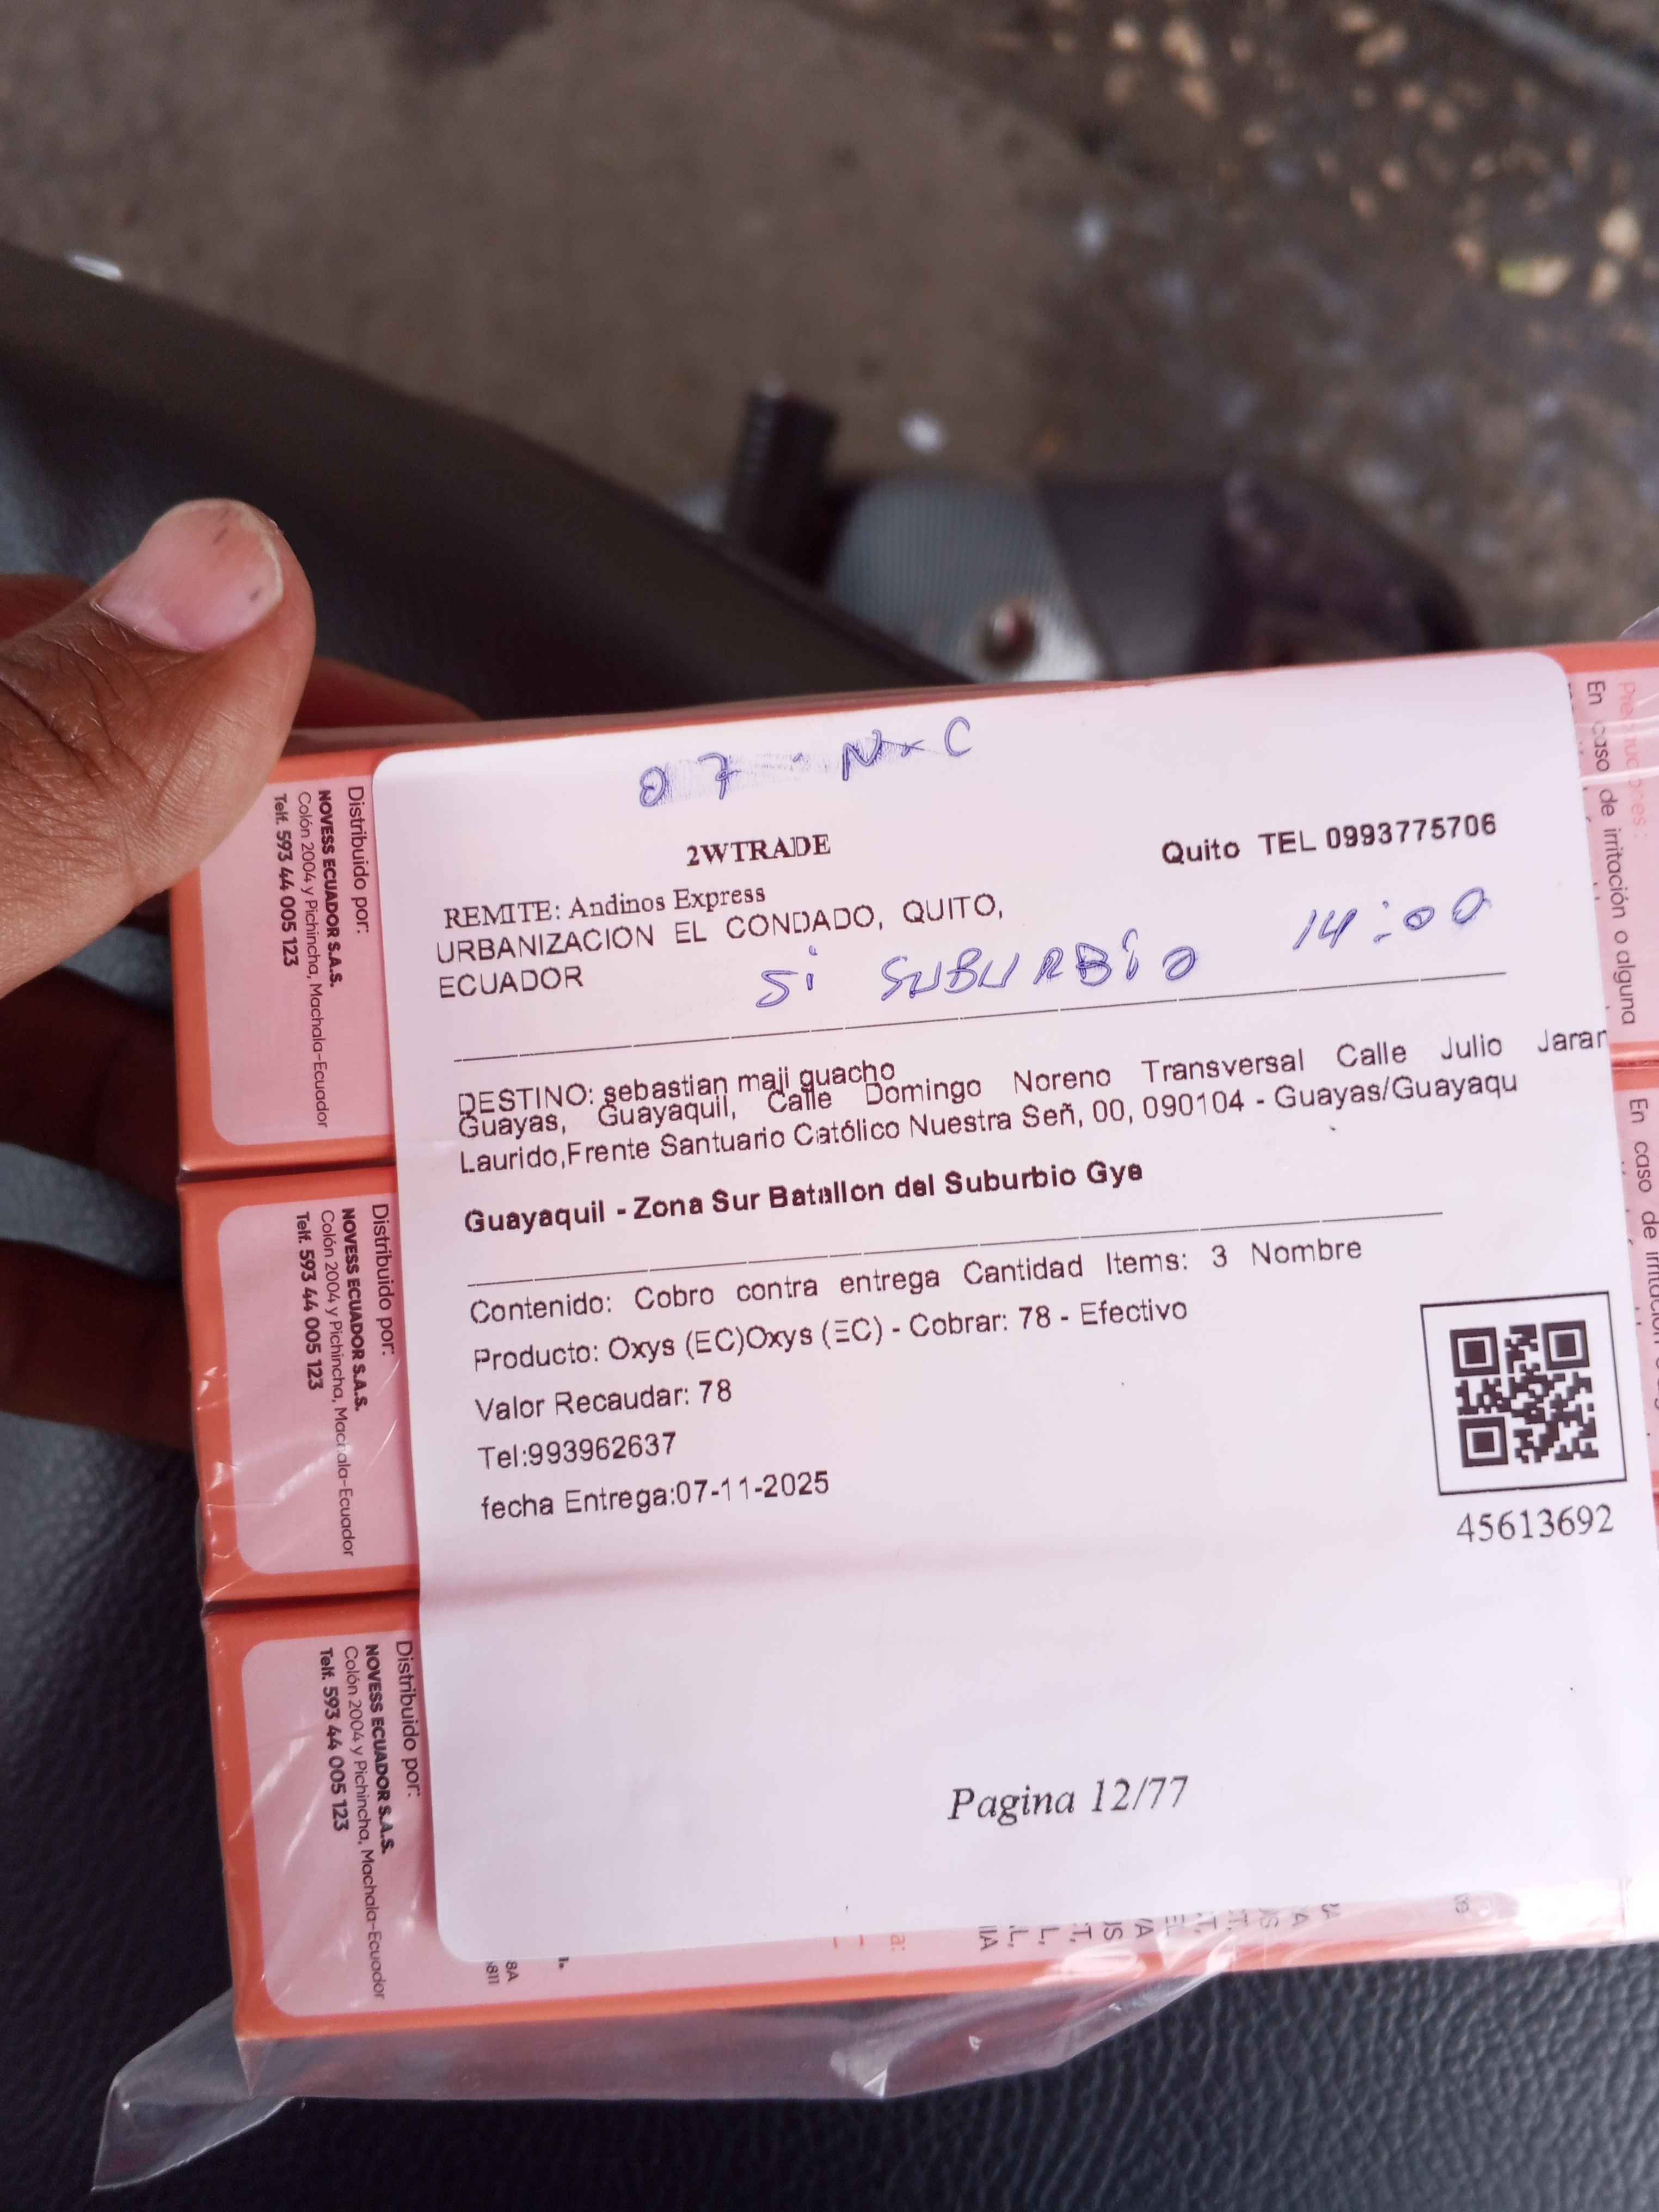 07 - N x C
2WTRADE
Quito TEL 0993775706
REMITE: Andinos Express
URBANIZACION EL CONDADO, QUITO,
ECUADOR
Si SUBURBiO 14:00
DESTINO: sebastian maji guacho
Guayas, Guayaquil, Calle Domingo Noreno Transversal Calle Julio Jaram
Laurido,Frente Santuario Católico Nuestra Señ, 00, 090104 - Guayas/Guayaqu
Guayaquil - Zona Sur Batallon del Suburbio Gye
Contenido: Cobro contra entrega Cantidad Items: 3 Nombre
Producto: Oxys (EC)Oxys (EC) - Cobrar: 78 - Efectivo
Valor Recaudar: 78
Tel:993962637
fecha Entrega:07-11-2025
45613692
Pagina 12/77
Distribuido por:
NOVESS ECUADOR S.A.S.
Colón 2004 y Pichincha, Machala-Ecuador
Telf. 593 44 005 123
Distribuido por:
NOVESS ECUADOR S.A.S.
Colón 2004 y Pichincha, Machala-Ecuador
Telf. 593 44 005 123
Distribuido por:
NOVESS ECUADOR S.A.S.
Colón 2004 y Pichincha, Machala-Ecuador
Telf. 593 44 005 123
En caso de irritación o alguna
En caso de